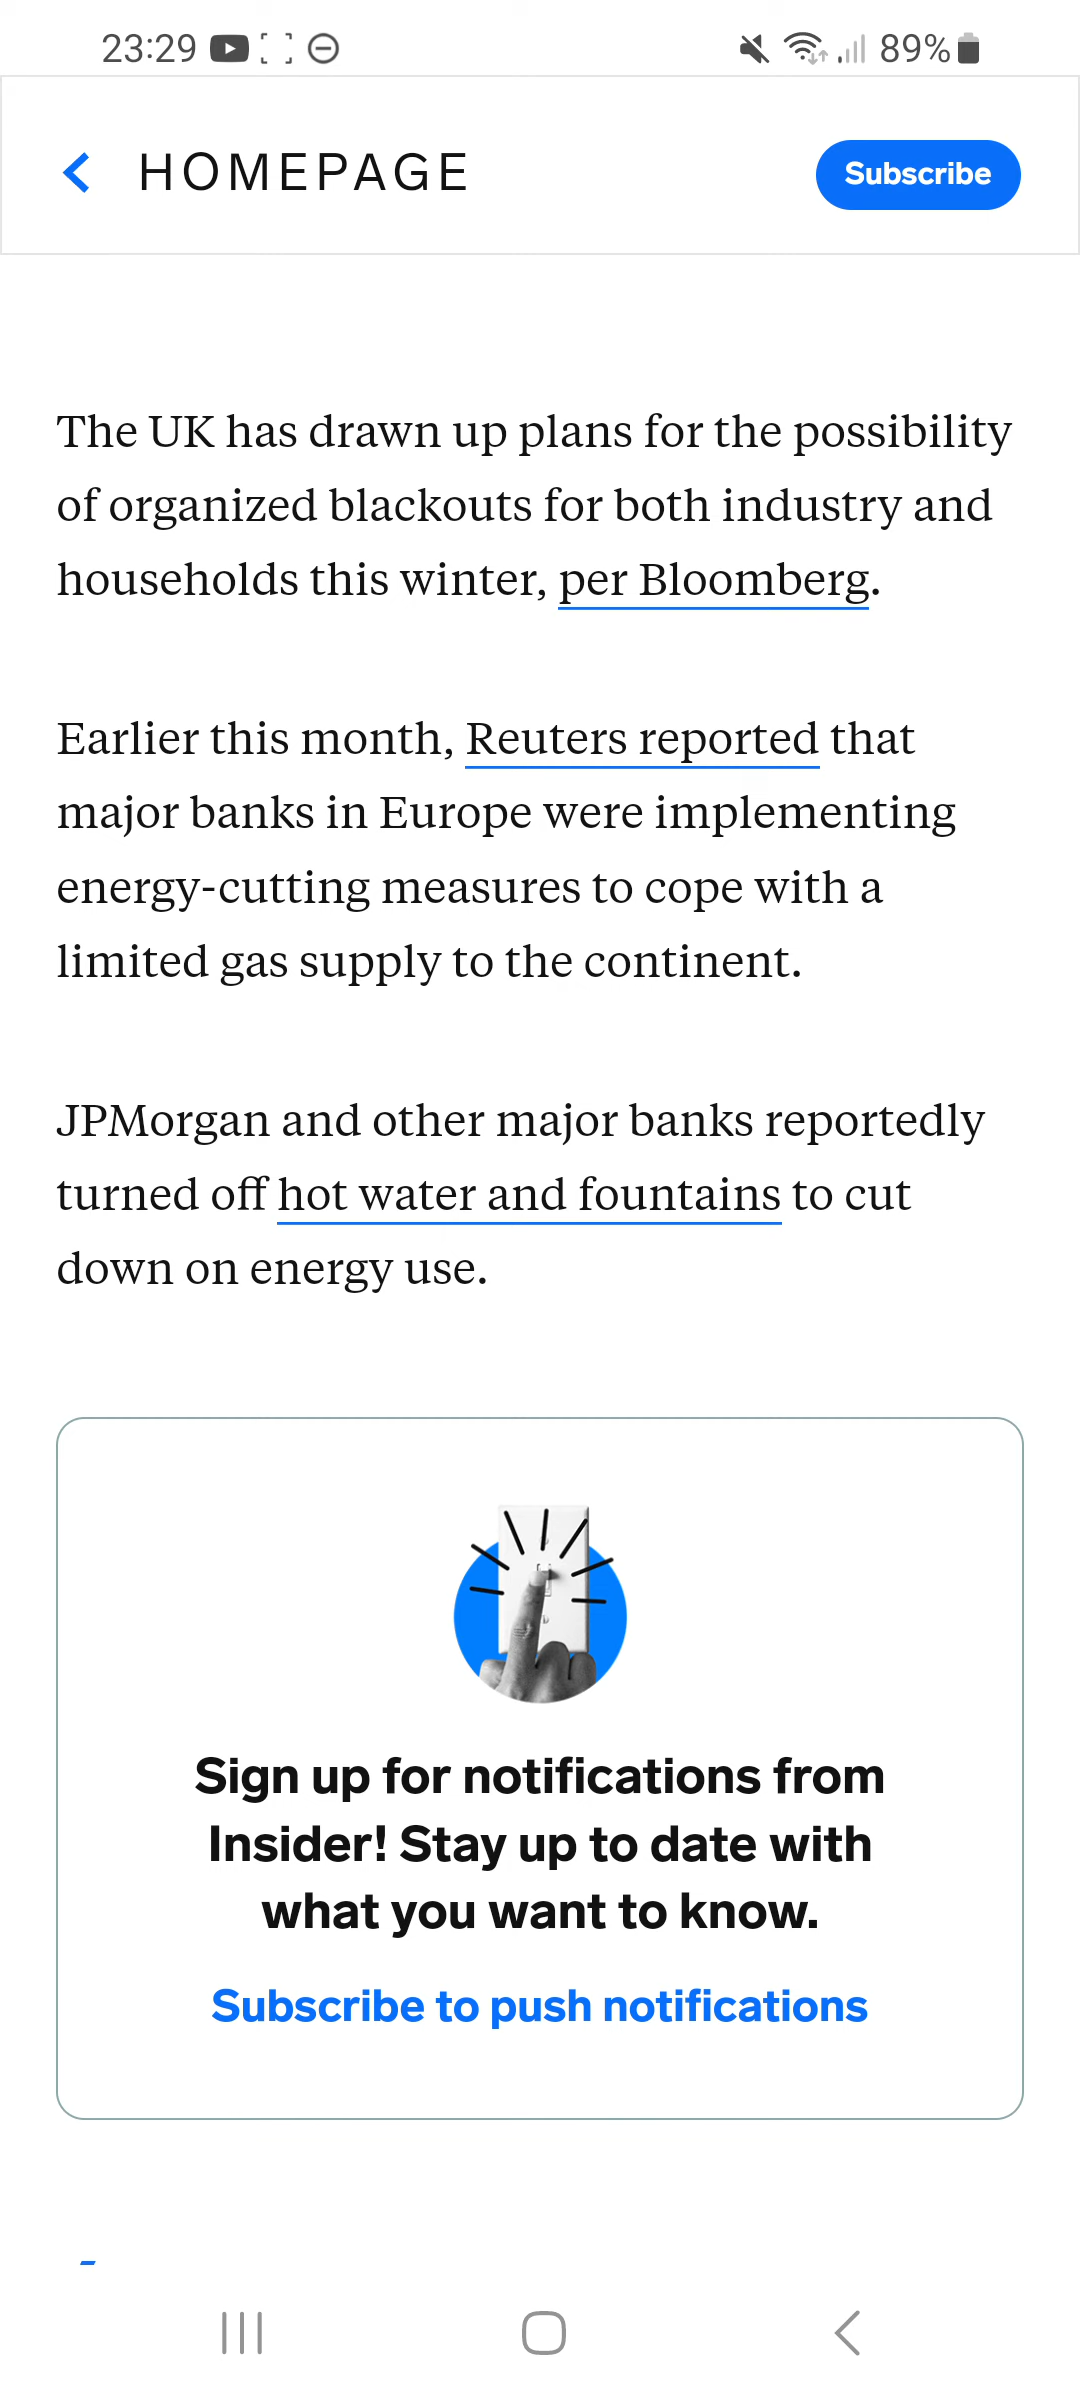 23:29
89%
HOMEPAGE
Subscribe
The UK has drawn up plans for the possibility
of organized blackouts for both industry and
households this winter, per Bloomberg.
Earlier this month, Reuters reported that
major banks in Europe were implementing
energy-cutting measures to cope with a
limited gas supply to the continent.
JPMorgan and other major banks reportedly
turned off hot water and fountains to cut
down on energy use.
Sign up for notifications from
Insider! Stay up to date with
what you want to know.
Subscribe to push notifications